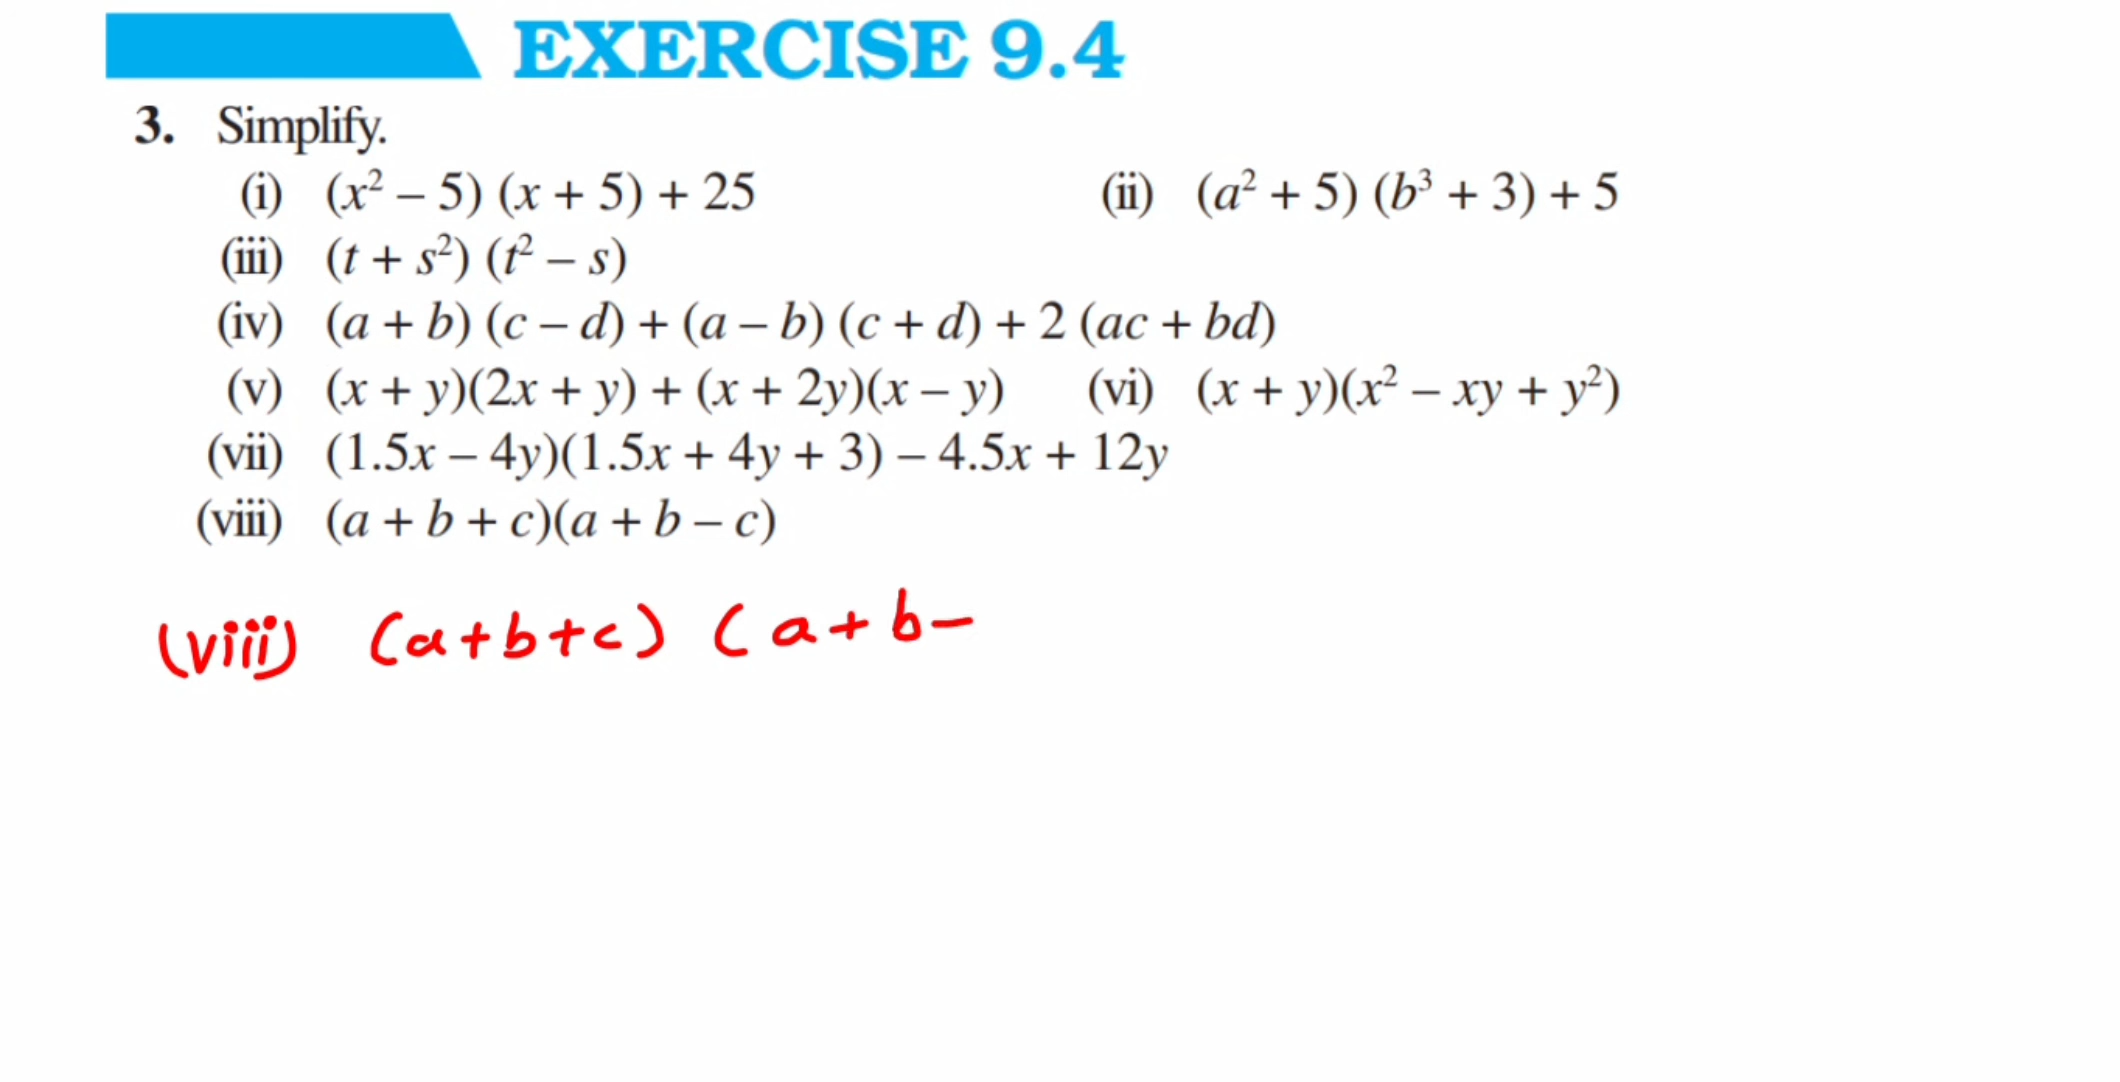 EXERCISE 9.4
3. Simplify.
(i) (x² – 5) (x + 5) + 25 (ii) (a² + 5) (b³ + 3) + 5
(iii) (t + s²) (t² – s)
(iv) (a + b) (c – d) + (a – b) (c + d) + 2 (ac + bd)
(v) (x + y)(2x + y) + (x + 2y)(x – y) (vi) (x + y)(x² – xy + y²)
(vii) (1.5x – 4y)(1.5x + 4y + 3) – 4.5x + 12y
(viii) (a + b + c)(a + b – c)
(viii) (a+b+c) (a+b–